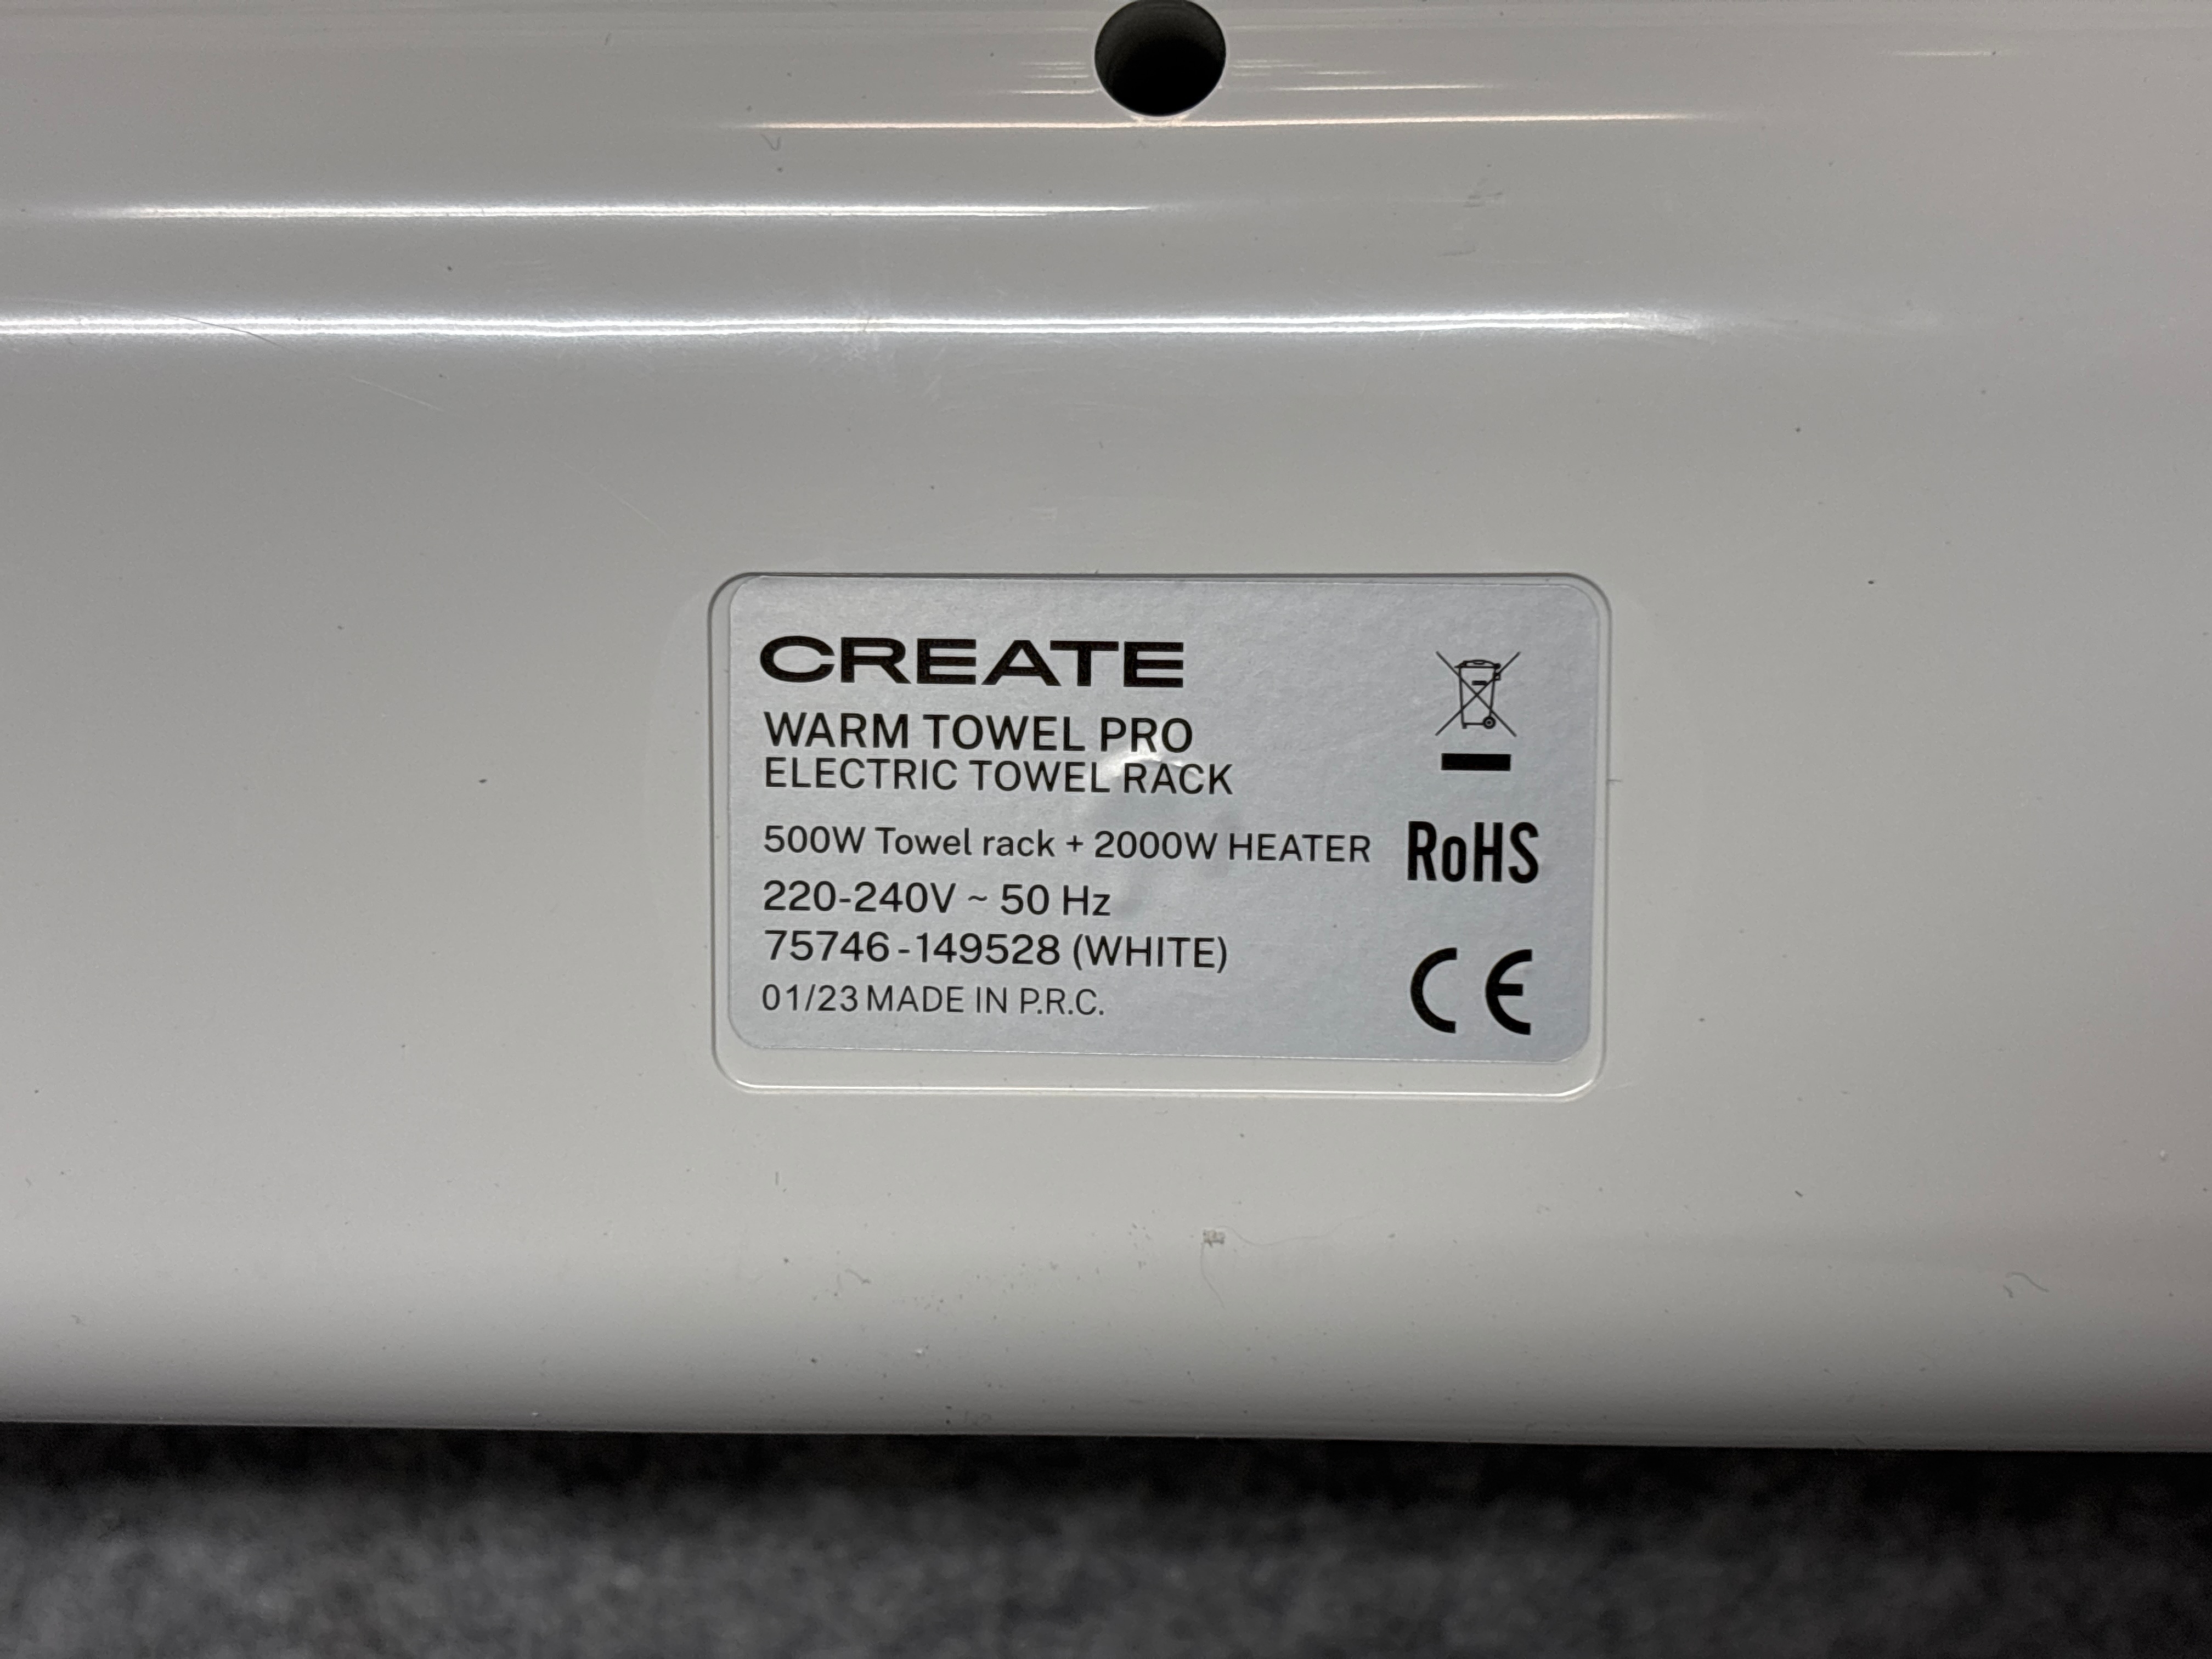 CREATE
WARM TOWEL PRO
ELECTRIC TOWEL RACK
500W Towel rack + 2000W HEATER
220-240V ~ 50 Hz
75746-149528 (WHITE)
01/23 MADE IN P.R.C.
RoHS
CE